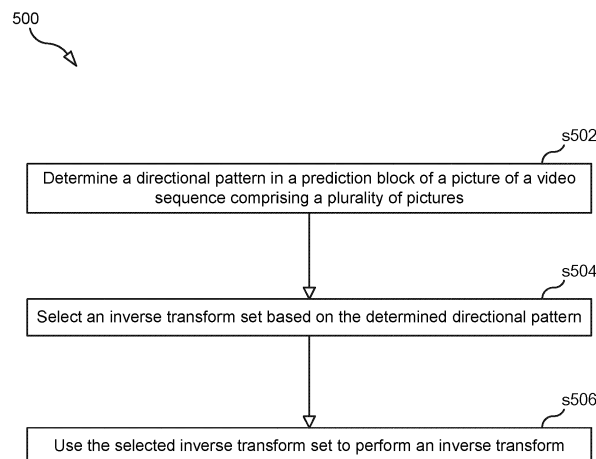 500
s502
Determine a directional pattern in a prediction block of a picture of a video
sequence comprising a plurality of pictures
s504
Select an inverse transform set based on the determined directional pattern
s506
Use the selected inverse transform set to perform an inverse transform